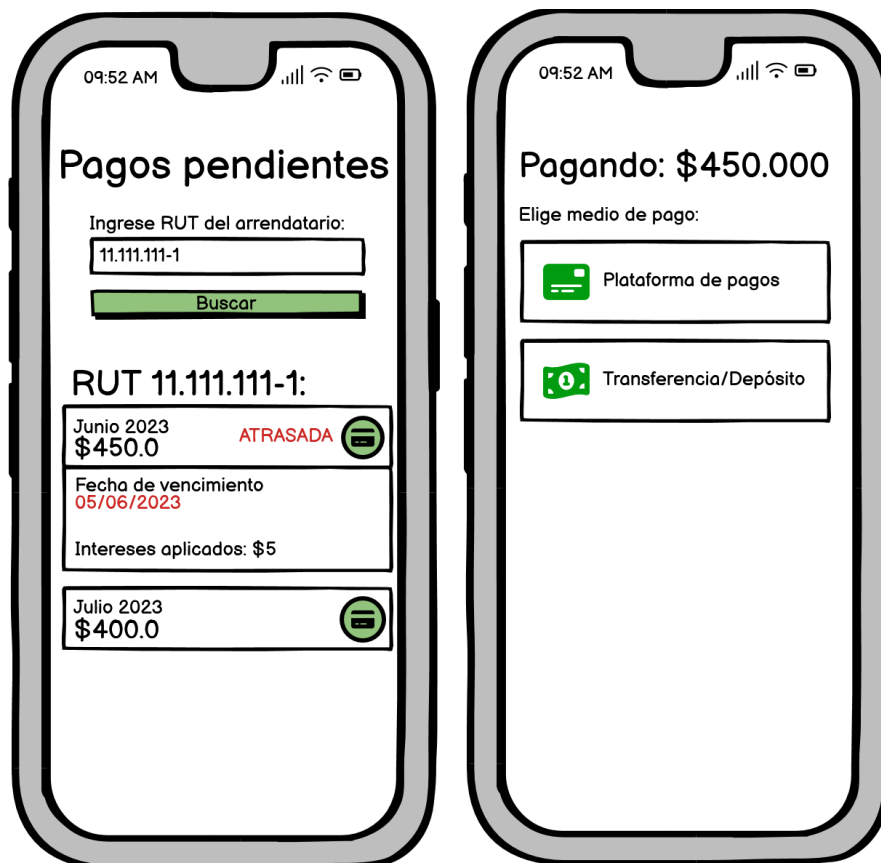 09:52 AM
Pagos pendientes
Ingrese RUT del arrendatario:
11.111.111-1
Buscar
RUT 11.111.111-1:
Junio 2023
$450.0
ATRASADA
Fecha de vencimiento
05/06/2023
Intereses aplicados: $5
Julio 2023
$400.0
09:52 AM
Pagando: $450.000
Elige medio de pago:
Plataforma de pagos
1
Transferencia/Depósito